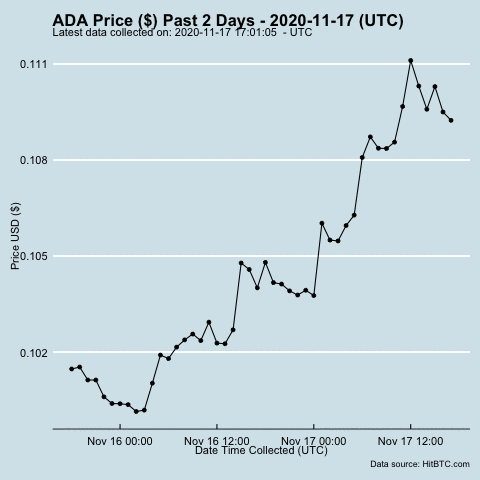 ADA Price ($) Past 2 Days - 2020-11-17 (UTC)
Latest data collected on: 2020-11-17 17:01:05  - UTC
0.111
0.108
0.105
0.102
Price USD ($)
Nov 16 00:00 Nov 16 12:00 Nov 17 00:00 Nov 17 12:00
Date Time Collected (UTC)
Data source: HitBTC.com